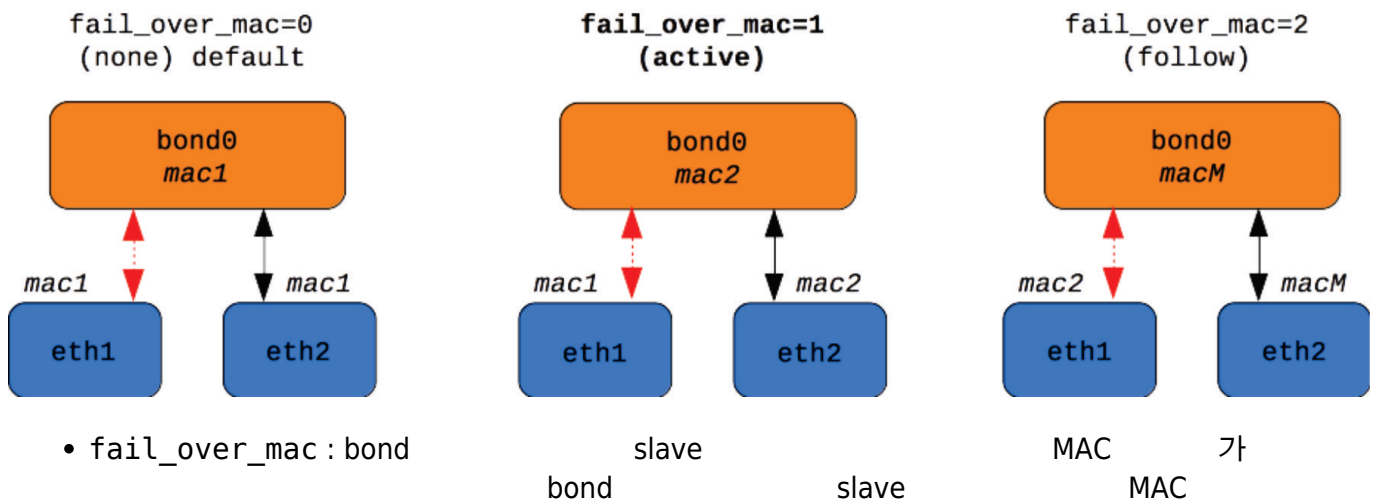 fail_over_mac=0
(none) default
fail_over_mac=1
(active)
fail_over_mac=2
(follow)
bond0
mac1
bond0
mac2
bond0
macM
mac1
mac1
mac1
mac2
mac2
macM
eth1
eth2
eth1
eth2
eth1
eth2
• fail_over_mac : bond slave MAC 가
bond slave MAC